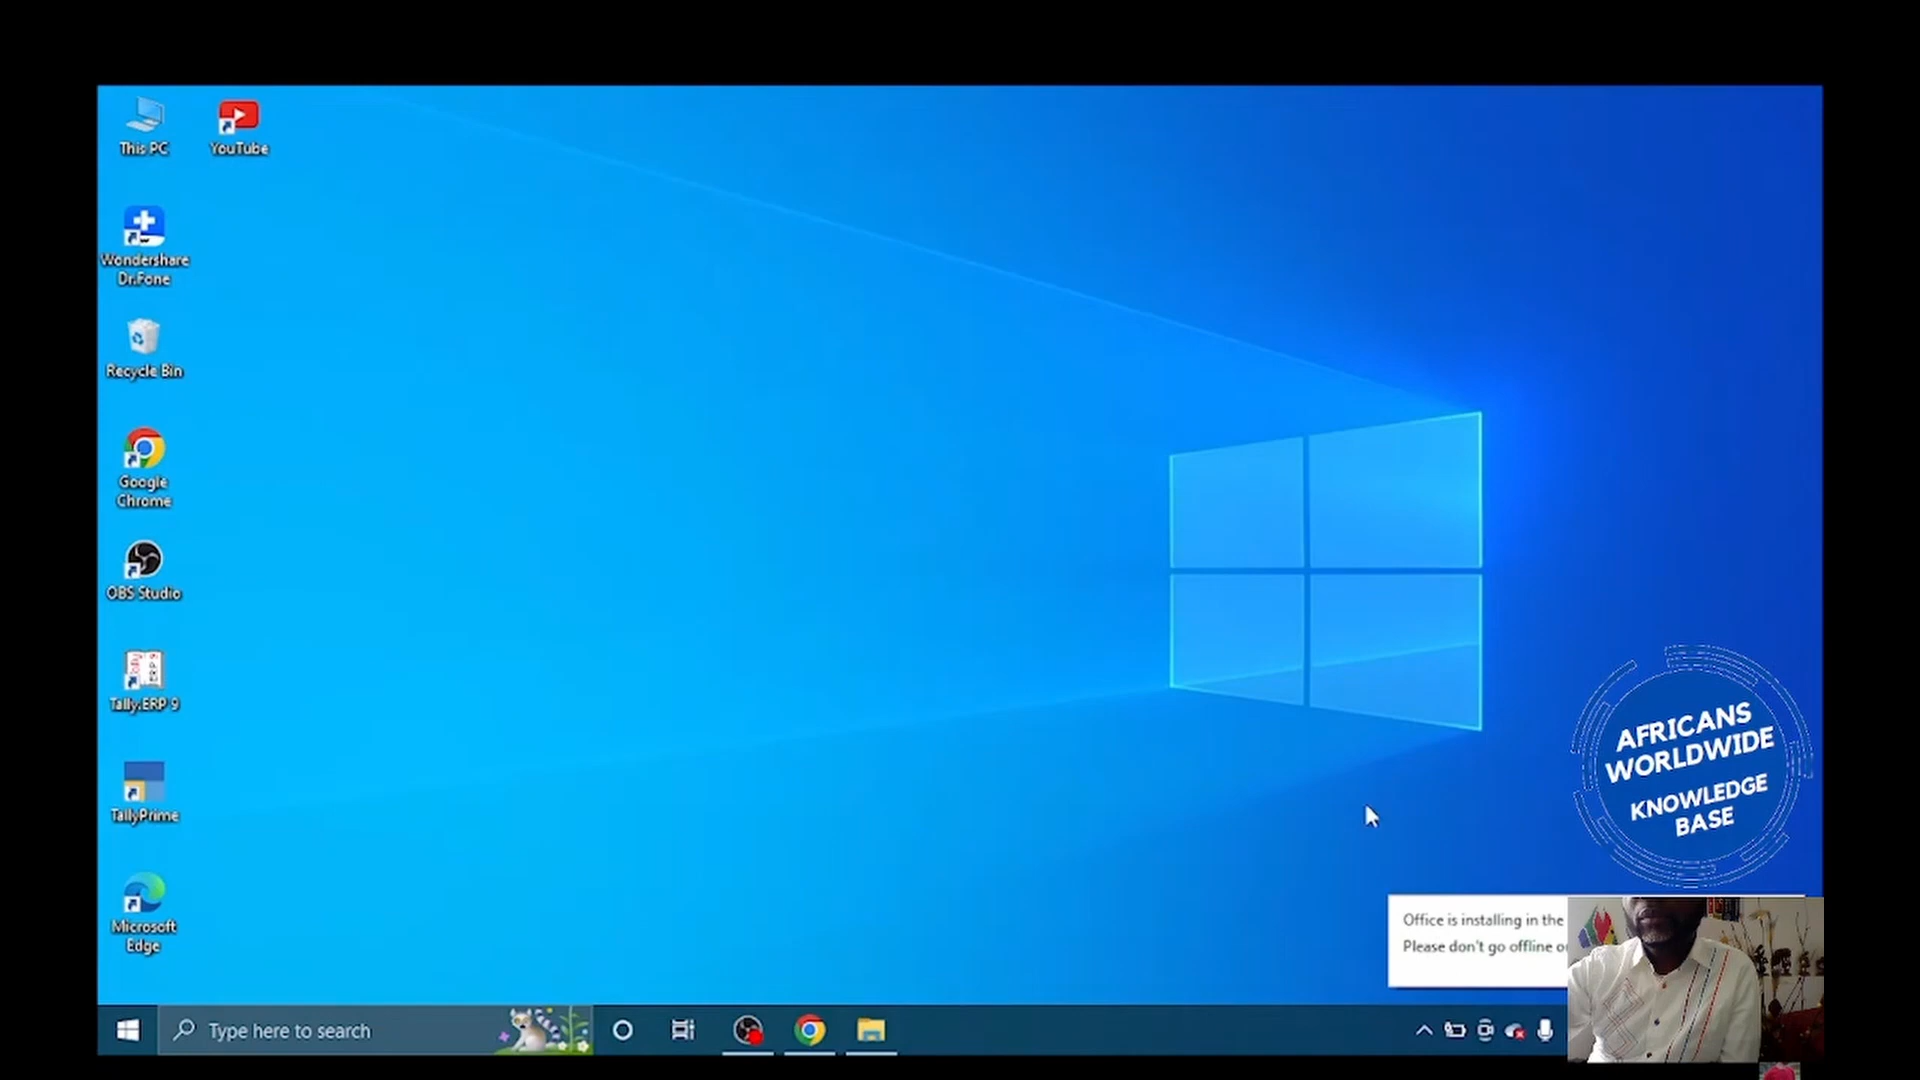 This PC
YouTube
Wondershare
Dr.Fone
Recycle Bin
Google
Chrome
OBS Studio
Tally.ERP 9
TallyPrime
Microsoft
Edge
AFRICANS
WORLDWIDE
KNOWLEDGE
BASE
Office is installing in the
Please don't go offline
Type here to search